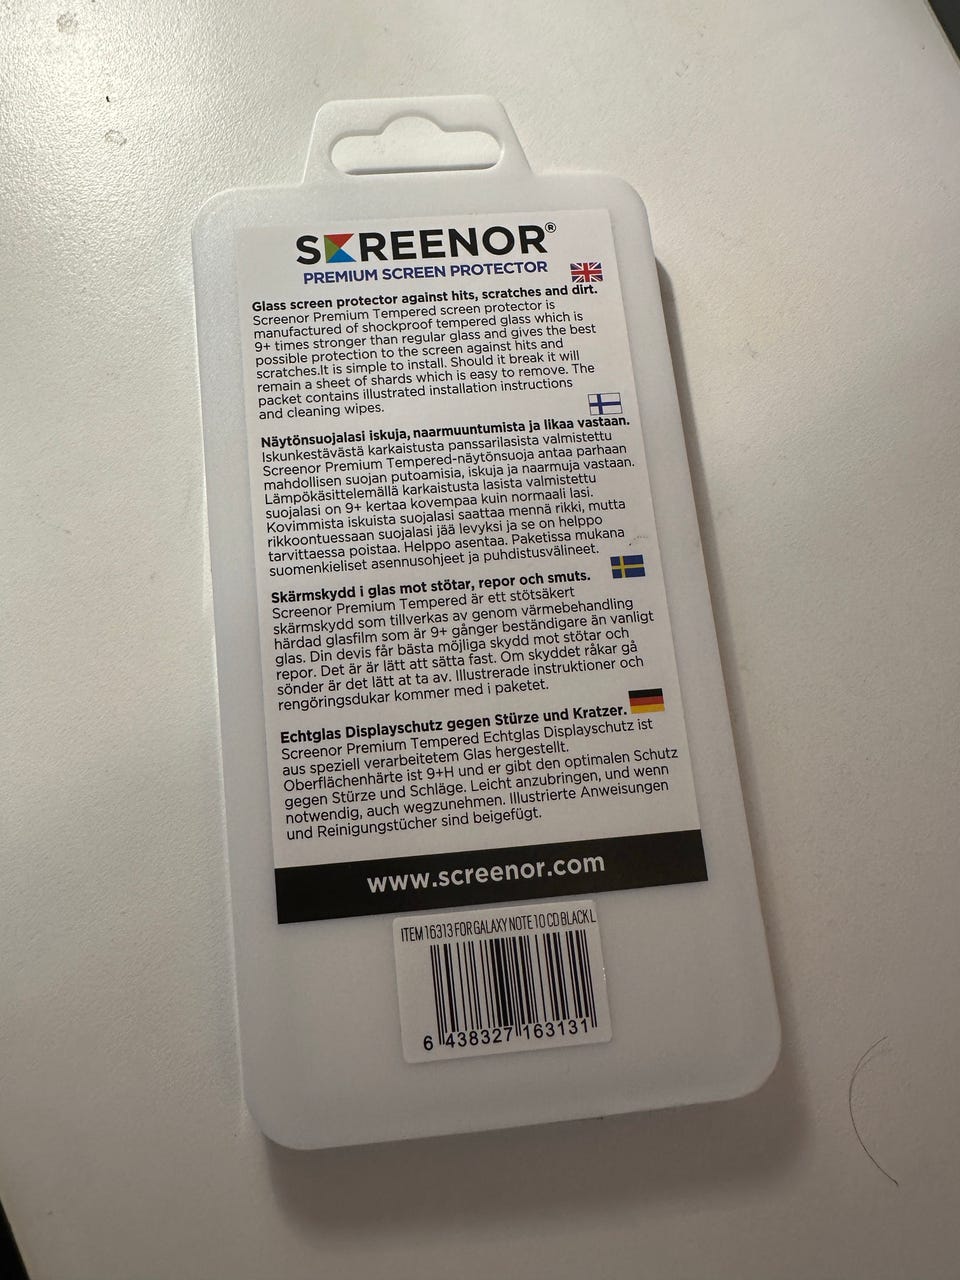 SCREENOR®
PREMIUM SCREEN PROTECTOR
Glass screen protector against hits, scratches and dirt.
Screenor Premium Tempered screen protector is
manufactured of shockproof tempered glass which is
9+ times stronger than regular glass and gives the best
possible protection to the screen against hits and
scratches.It is simple to install. Should it break it will
remain a sheet of shards which is easy to remove. The
packet contains illustrated installation instructions
and cleaning wipes.
Näytönsuojalasi iskuja, naarmuuntumista ja likaa vastaan.
Iskunkestävästä karkaistusta panssarilasista valmistettu
Screenor Premium Tempered-näytönsuoja antaa parhaan
mahdollisen suojan putoamisia, iskuja ja naarmuja vastaan.
Lämpökäsittelemällä karkaistusta lasista valmistettu
suojalasi on 9+ kertaa kovempaa kuin normaali lasi.
Kovimmista iskuista suojalasi saattaa mennä rikki, mutta
rikkoontuessaan suojalasi jää levyksi ja se on helppo
tarvittaessa poistaa. Helppo asentaa. Paketissa mukana
suomenkieliset asennusohjeet ja puhdistusvälineet.
Skärmskydd i glas mot stötar, repor och smuts.
Screenor Premium Tempered är ett stötsäkert
skärmskydd som tillverkas av genom värmebehandling
härdad glasfilm som är 9+ gånger beständigare än vanligt
glas. Din devis får bästa möjliga skydd mot stötar och
repor. Det är är lätt att sätta fast. Om skyddet råkar gå
sönder är det lätt at ta av. Illustrerade instruktioner och
rengöringsdukar kommer med i paketet.
Echtglas Displayschutz gegen Stürze und Kratzer.
Screenor Premium Tempered Echtglas Displayschutz ist
aus speziell verarbeitetem Glas hergestellt.
Oberflächenhärte ist 9+H und er gibt den optimalen Schutz
gegen Stürze und Schläge. Leicht anzubringen, und wenn
notwendig, auch wegzunehmen. Illustrierte Anweisungen
und Reinigungstücher sind beigefügt.
www.screenor.com
ITEM 16313 FOR GALAXY NOTE 10 CD BLACK L
6 438327 163131